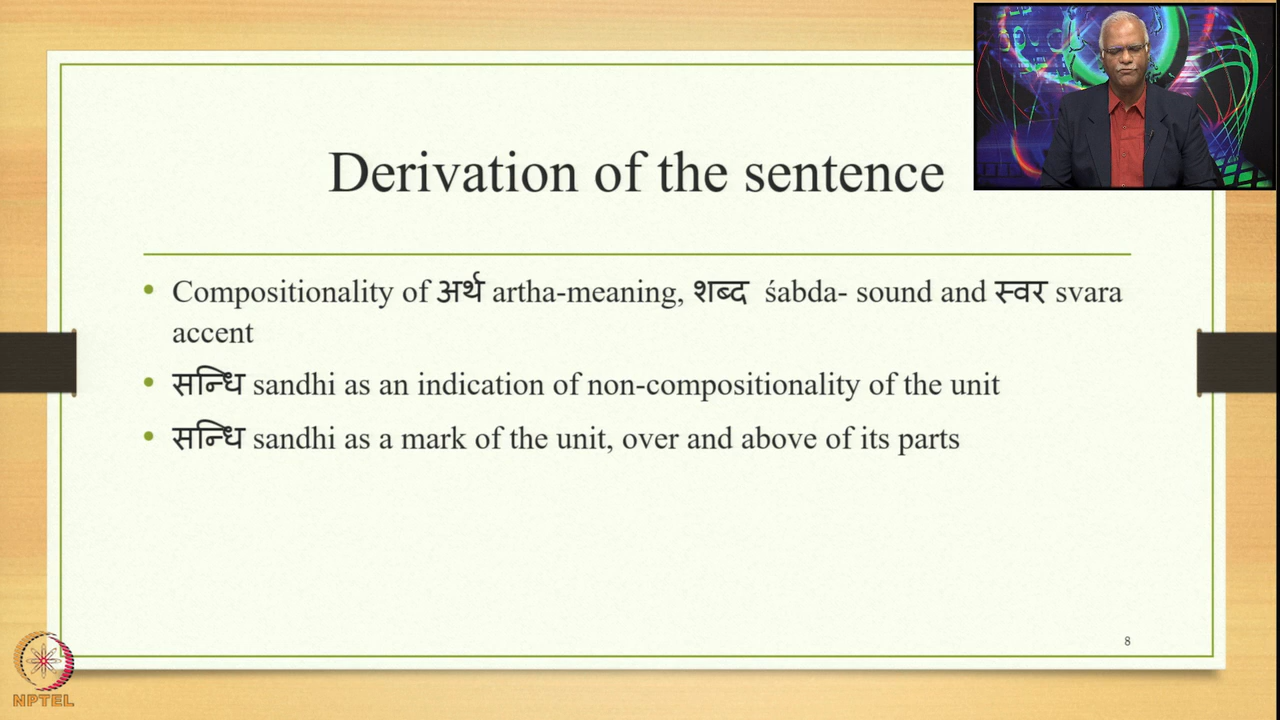 Derivation of the sentence
• Compositionality of अर्थ artha-meaning, शब्द śabda- sound and स्वर svara
accent
• सन्धि sandhi as an indication of non-compositionality of the unit
• सन्धि sandhi as a mark of the unit, over and above of its parts
8
NPTEL